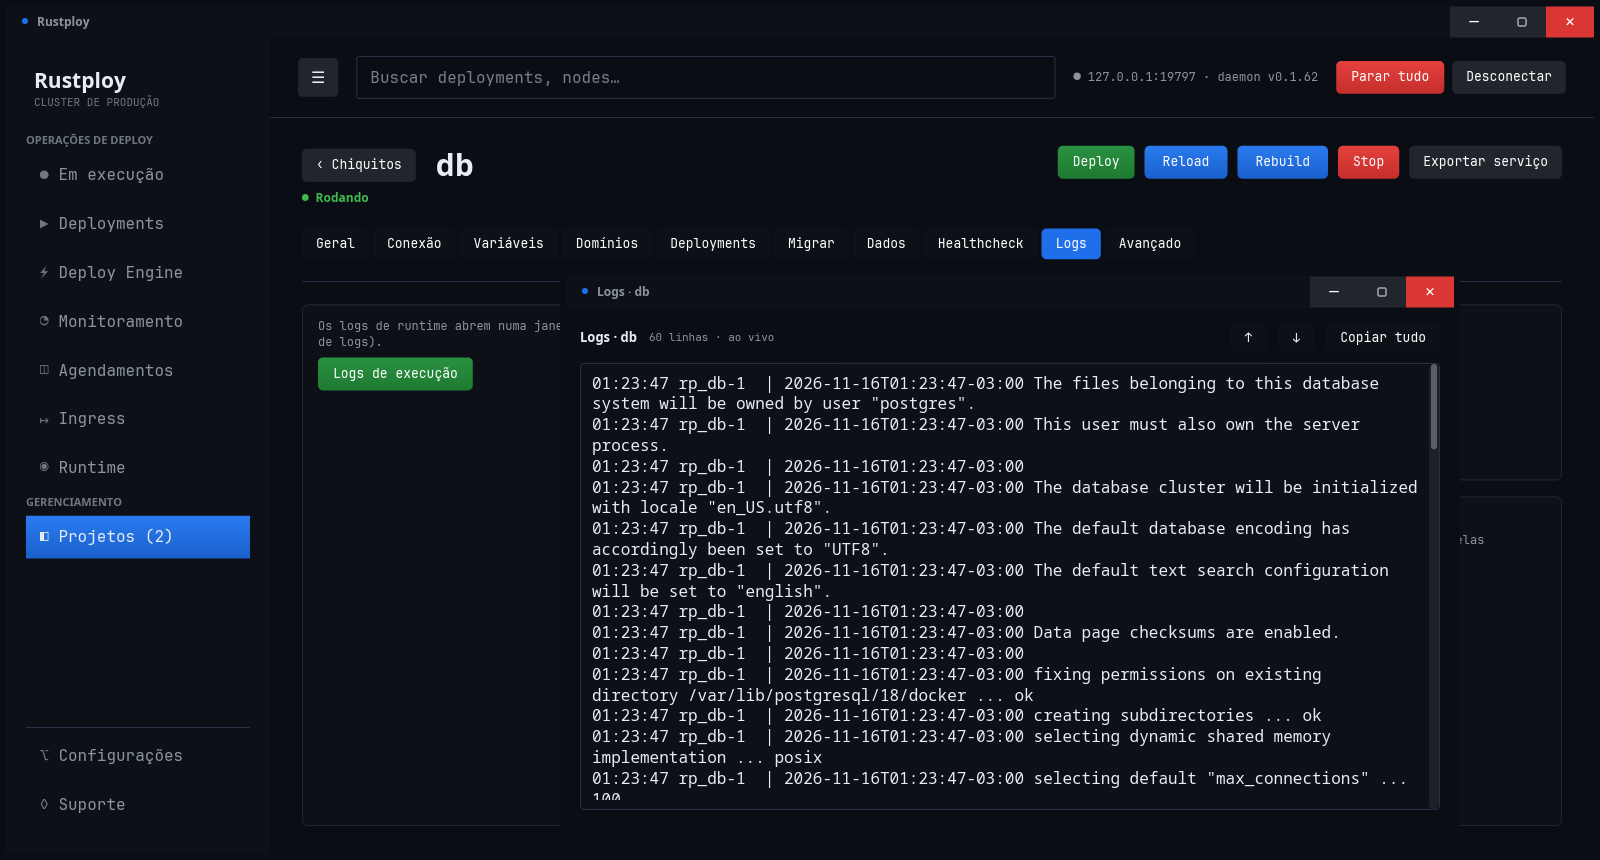 Rustploy
Rustploy
CLUSTER DE PRODUÇÃO
OPERAÇÕES DE DEPLOY
Em execução
Deployments
Deploy Engine
Monitoramento
Agendamentos
Ingress
Runtime
GERENCIAMENTO
Projetos (2)
Configurações
Suporte
Buscar deployments, nodes…
127.0.0.1:19797 · daemon v0.1.62
Parar tudo
Desconectar
‹ Chiquitos
db
Rodando
Deploy
Reload
Rebuild
Stop
Exportar serviço
Geral
Conexão
Variáveis
Domínios
Deployments
Migrar
Dados
Healthcheck
Logs
Avançado
Os logs de runtime abrem numa jane
de logs).
Logs de execução
elas
Logs · db
Logs · db
60 linhas · ao vivo
↑
↓
Copiar tudo
01:23:47 rp_db-1  | 2026-11-16T01:23:47-03:00 The files belonging to this database
system will be owned by user "postgres".
01:23:47 rp_db-1  | 2026-11-16T01:23:47-03:00 This user must also own the server
process.
01:23:47 rp_db-1  | 2026-11-16T01:23:47-03:00
01:23:47 rp_db-1  | 2026-11-16T01:23:47-03:00 The database cluster will be initialized
with locale "en_US.utf8".
01:23:47 rp_db-1  | 2026-11-16T01:23:47-03:00 The default database encoding has
accordingly been set to "UTF8".
01:23:47 rp_db-1  | 2026-11-16T01:23:47-03:00 The default text search configuration
will be set to "english".
01:23:47 rp_db-1  | 2026-11-16T01:23:47-03:00
01:23:47 rp_db-1  | 2026-11-16T01:23:47-03:00 Data page checksums are enabled.
01:23:47 rp_db-1  | 2026-11-16T01:23:47-03:00
01:23:47 rp_db-1  | 2026-11-16T01:23:47-03:00 fixing permissions on existing
directory /var/lib/postgresql/18/docker ... ok
01:23:47 rp_db-1  | 2026-11-16T01:23:47-03:00 creating subdirectories ... ok
01:23:47 rp_db-1  | 2026-11-16T01:23:47-03:00 selecting dynamic shared memory
implementation ... posix
01:23:47 rp_db-1  | 2026-11-16T01:23:47-03:00 selecting default "max_connections" ...
100